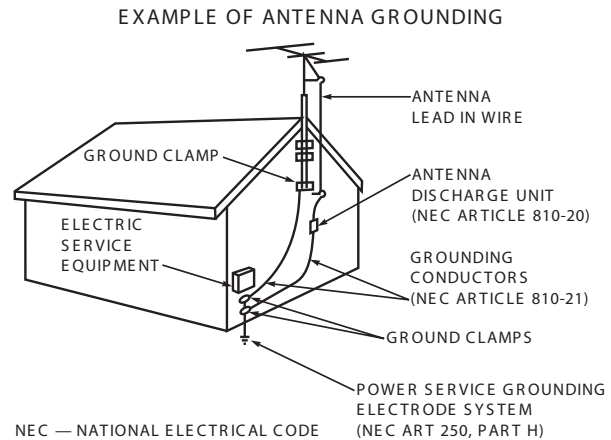 EXAMPLE OF ANTENNA GROUNDING
ANTENNA
LEAD IN WIRE
GROUND CLAMP
ANTENNA
DISCHARGE UNIT
(NEC ARTICLE 810-20)
ELECTRIC
SERVICE
EQUIPMENT
GROUNDING
CONDUCTORS
(NEC ARTICLE 810-21)
GROUND CLAMPS
POWER SERVICE GROUNDING
ELECTRODE SYSTEM
(NEC ART 250, PART H)
NEC — NATIONAL ELECTRICAL CODE